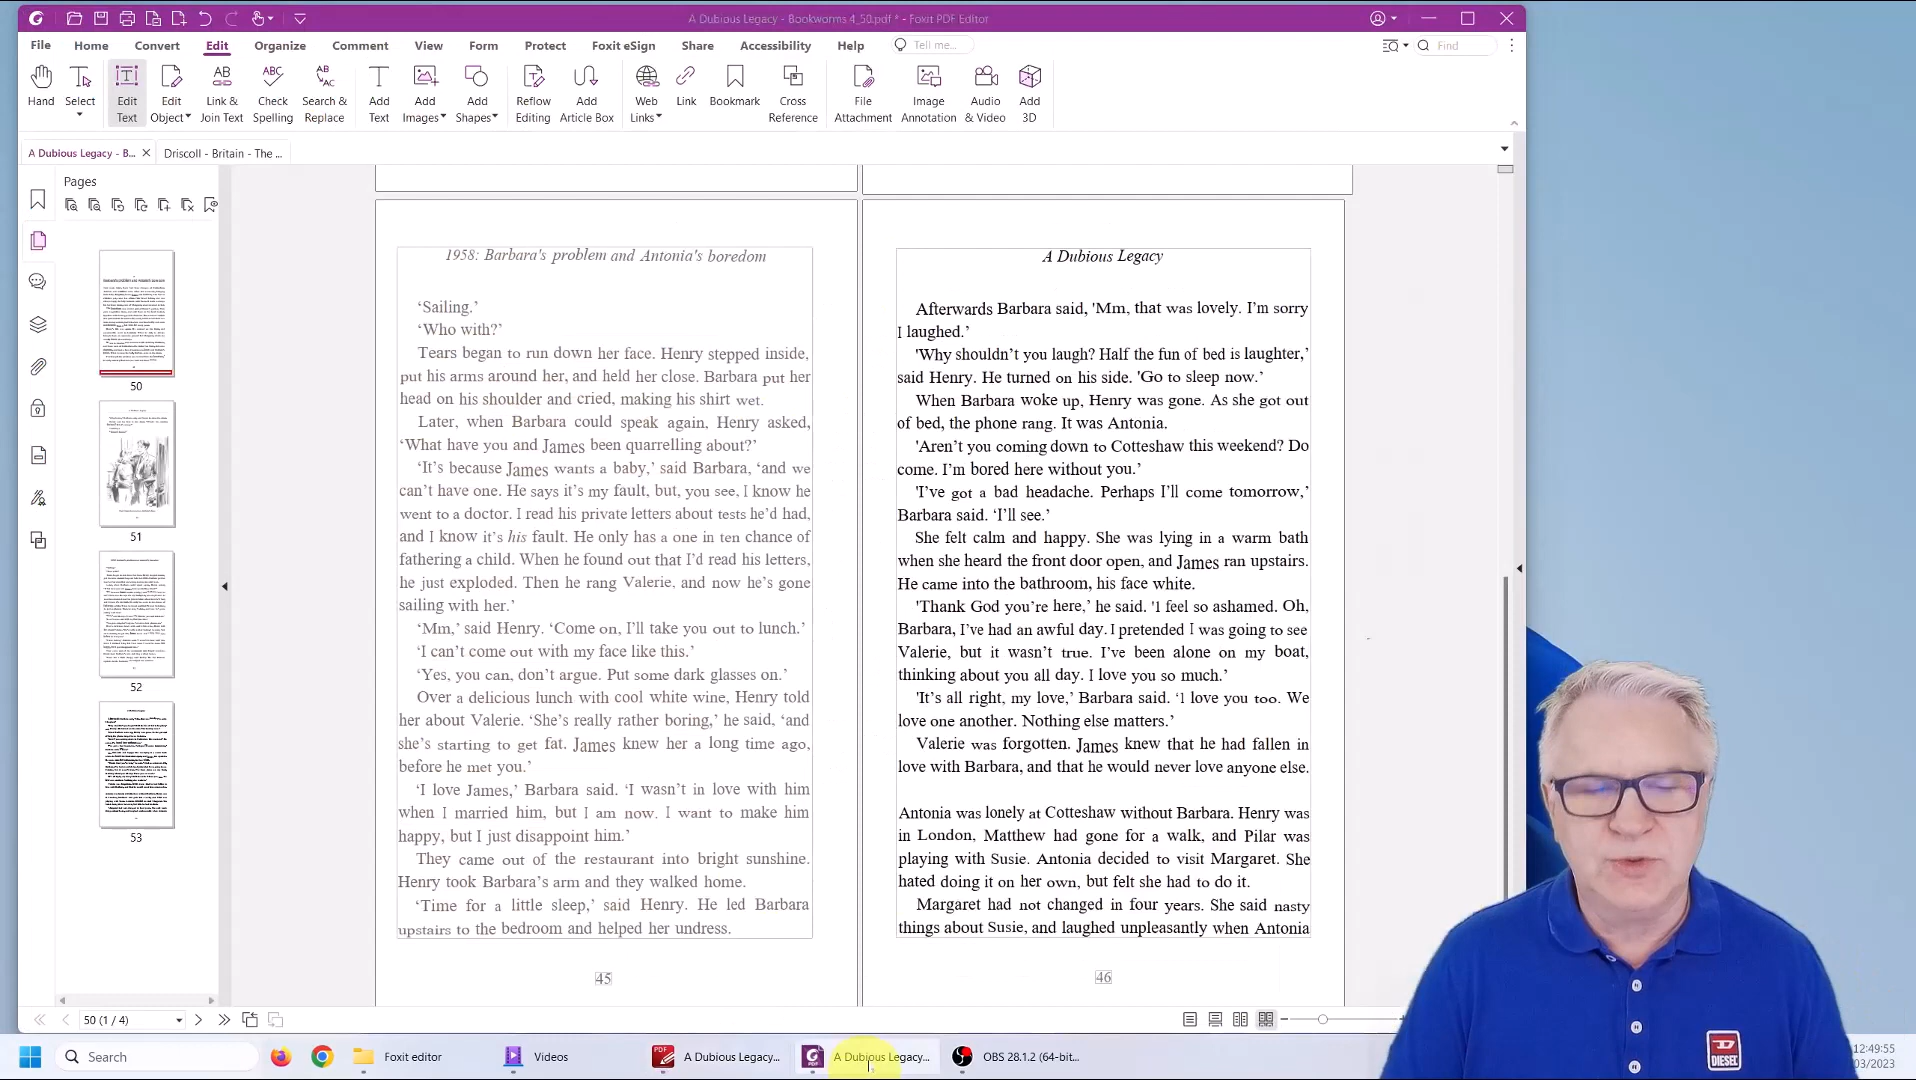 A Dubious Legacy - Bookworms 4_50.pdf * - Foxit PDF Editor
File Home Convert Edit Organize Comment View Form Protect Foxit eSign Share Accessibility Help Tell me... Find
Hand Select Edit Text Edit Object Link & Join Text Check Spelling Search & Replace Add Text Add Images Add Shapes Reflow Editing Add Article Box Web Links Link Bookmark Cross Reference File Attachment Image Annotation Audio & Video Add 3D
A Dubious Legacy - B... Driscoll - Britain - The ...
Pages
50
51
52
53
1958: Barbara's problem and Antonia's boredom
‘Sailing.’
‘Who with?’
Tears began to run down her face. Henry stepped inside,
put his arms around her, and held her close. Barbara put her
head on his shoulder and cried, making his shirt wet.
Later, when Barbara could speak again, Henry asked,
‘What have you and James been quarrelling about?’
‘It's because James wants a baby,’ said Barbara, ‘and we
can't have one. He says it's my fault, but, you see, I know he
went to a doctor. I read his private letters about tests he'd had,
and I know it's his fault. He only has a one in ten chance of
fathering a child. When he found out that I'd read his letters,
he just exploded. Then he rang Valerie, and now he's gone
sailing with her.’
‘Mm,’ said Henry. ‘Come on, I'll take you out to lunch.’
‘I can't come out with my face like this.’
‘Yes, you can, don't argue. Put some dark glasses on.’
Over a delicious lunch with cool white wine, Henry told
her about Valerie. ‘She's really rather boring,’ he said, ‘and
she's starting to get fat. James knew her a long time ago,
before he met you.’
‘I love James,’ Barbara said. ‘I wasn't in love with him
when I married him, but I am now. I want to make him
happy, but I just disappoint him.’
They came out of the restaurant into bright sunshine.
Henry took Barbara's arm and they walked home.
‘Time for a little sleep,’ said Henry. He led Barbara
upstairs to the bedroom and helped her undress.
45
A Dubious Legacy
Afterwards Barbara said, 'Mm, that was lovely. I'm sorry
I laughed.’
'Why shouldn't you laugh? Half the fun of bed is laughter,’
said Henry. He turned on his side. 'Go to sleep now.’
When Barbara woke up, Henry was gone. As she got out
of bed, the phone rang. It was Antonia.
'Aren't you coming down to Cotteshaw this weekend? Do
come. I'm bored here without you.’
'I've got a bad headache. Perhaps I'll come tomorrow,’
Barbara said. ‘I'll see.’
She felt calm and happy. She was lying in a warm bath
when she heard the front door open, and James ran upstairs.
He came into the bathroom, his face white.
'Thank God you're here,’ he said. 'l feel so ashamed. Oh,
Barbara, I've had an awful day. I pretended I was going to see
Valerie, but it wasn't true. I've been alone on my boat,
thinking about you all day. I love you so much.’
'It's all right, my love,’ Barbara said. ‘l love you too. We
love one another. Nothing else matters.’
Valerie was forgotten. James knew that he had fallen in
love with Barbara, and that he would never love anyone else.
Antonia was lonely at Cotteshaw without Barbara. Henry was
in London, Matthew had gone for a walk, and Pilar was
playing with Susie. Antonia decided to visit Margaret. She
hated doing it on her own, but felt she had to do it.
Margaret had not changed in four years. She said nasty
things about Susie, and laughed unpleasantly when Antonia
46
50 (1 / 4)
Search Foxit editor Videos A Dubious Legacy... A Dubious Legacy... OBS 28.1.2 (64-bit...
12:49:55
03/2023
DIESEL